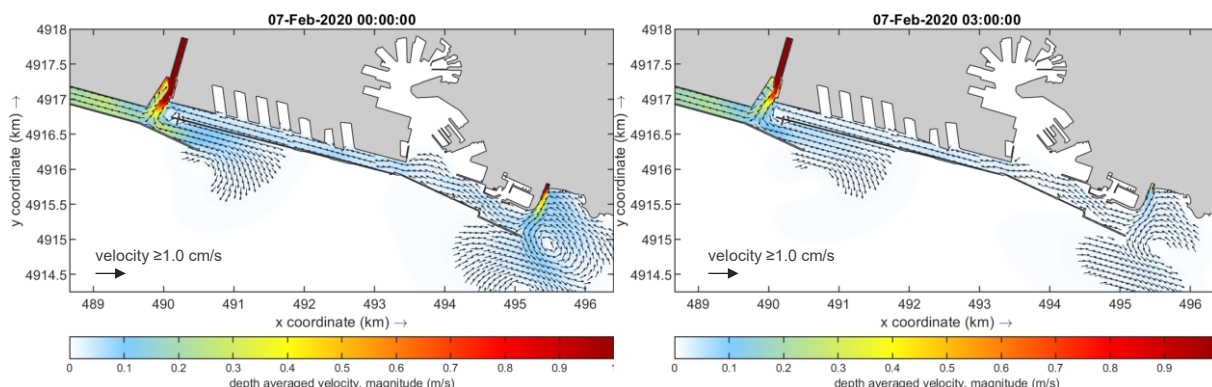 07-Feb-2020 00:00:00
4918
4917.5
4917
4916.5
4916
4915.5
4915
4914.5
y coordinate (km) →
velocity ≥1.0 cm/s
489 490 491 492 493 494 495 496
x coordinate (km) →
0 0.1 0.2 0.3 0.4 0.5 0.6 0.7 0.8 0.9 1
depth averaged velocity, magnitude (m/s)
07-Feb-2020 03:00:00
4918
4917.5
4917
4916.5
4916
4915.5
4915
4914.5
y coordinate (km) →
velocity ≥1.0 cm/s
489 490 491 492 493 494 495 496
x coordinate (km) →
0 0.1 0.2 0.3 0.4 0.5 0.6 0.7 0.8 0.9
depth averaged velocity, magnitude (m/s)